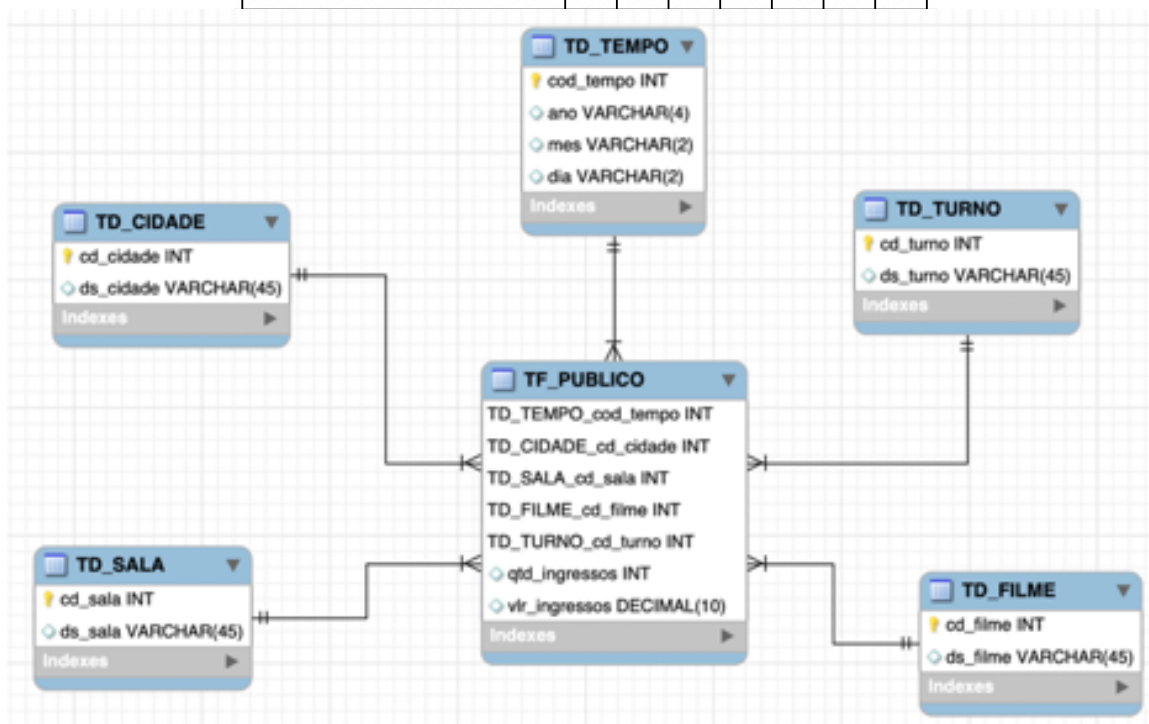 TD_TEMPO
cod_tempo INT
ano VARCHAR(4)
mes VARCHAR(2)
dia VARCHAR(2)
Indexes
TD_CIDADE
cd_cidade INT
ds_cidade VARCHAR(45)
Indexes
TD_TURNO
cd_turno INT
ds_turno VARCHAR(45)
Indexes
TF_PUBLICO
TD_TEMPO_cod_tempo INT
TD_CIDADE_cd_cidade INT
TD_SALA_cd_sala INT
TD_FILME_cd_filme INT
TD_TURNO_cd_turno INT
qtd_ingressos INT
vlr_ingressos DECIMAL(10)
Indexes
TD_SALA
cd_sala INT
ds_sala VARCHAR(45)
Indexes
TD_FILME
cd_filme INT
ds_filme VARCHAR(45)
Indexes